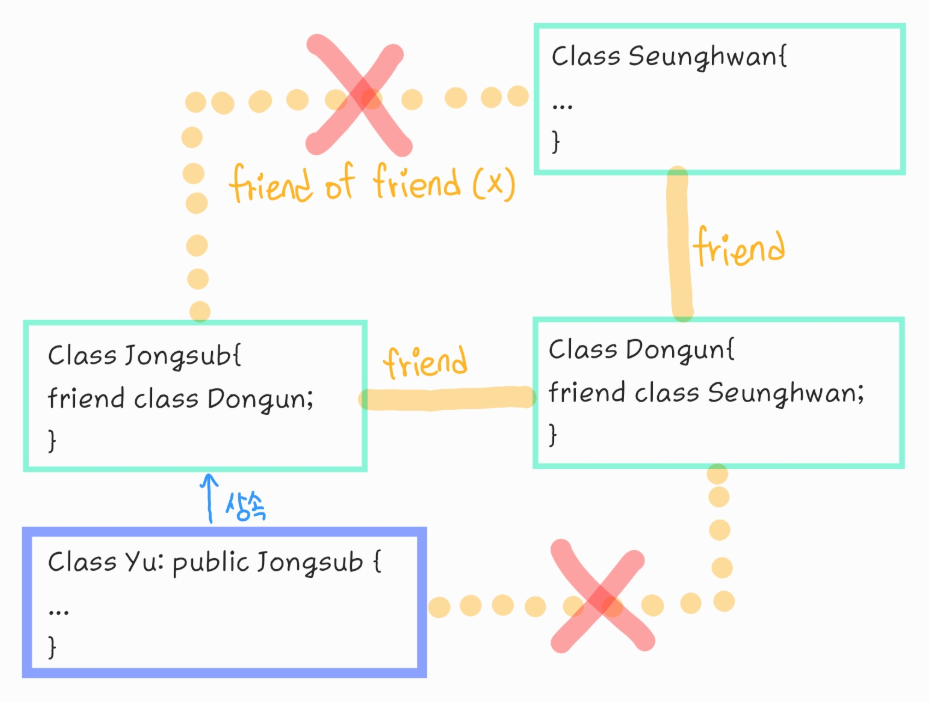 Class Seunghwan{
...
}
friend of friend (x)
friend
Class Jongsub{
friend class Dongun;
}
friend
Class Dongun{
friend class Seunghwan;
}
상속
Class Yu: public Jongsub {
...
}